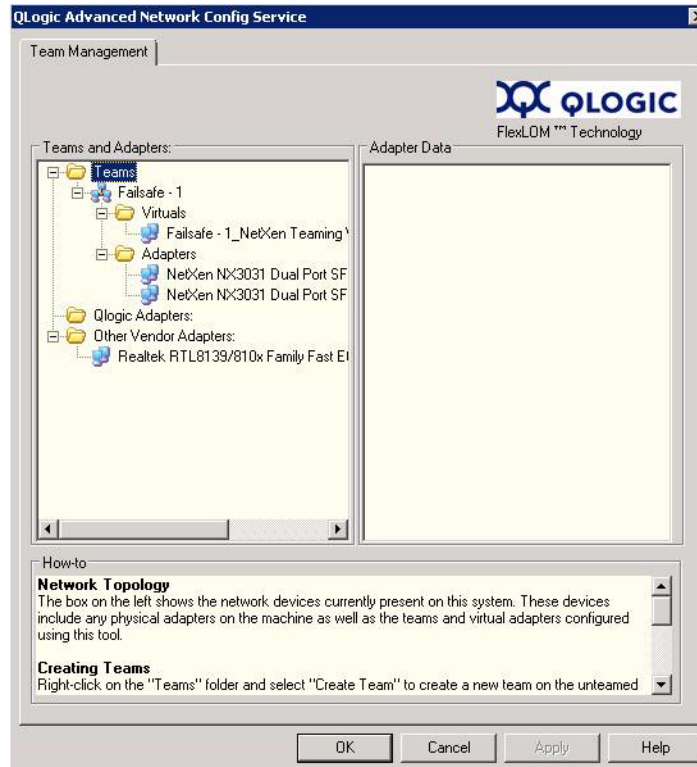 QLogic Advanced Network Config Service
Team Management
QLOGIC
FlexLOM ™ Technology
Teams and Adapters:
Adapter Data
Teams
Failsafe - 1
Virtuals
Failsafe - 1_NetXen Teaming
Adapters
NetXen NX3031 Dual Port SF
NetXen NX3031 Dual Port SF
Qlogic Adapters:
Other Vendor Adapters:
Realtek RTL8139/810x Family Fast
How-to
Network Topology
The box on the left shows the network devices currently present on this system. These devices
include any physical adapters on the machine as well as the teams and virtual adapters configured
using this tool.
Creating Teams
Right-click on the "Teams" folder and select "Create Team" to create a new team on the unteamed
OK
Cancel
Apply
Help